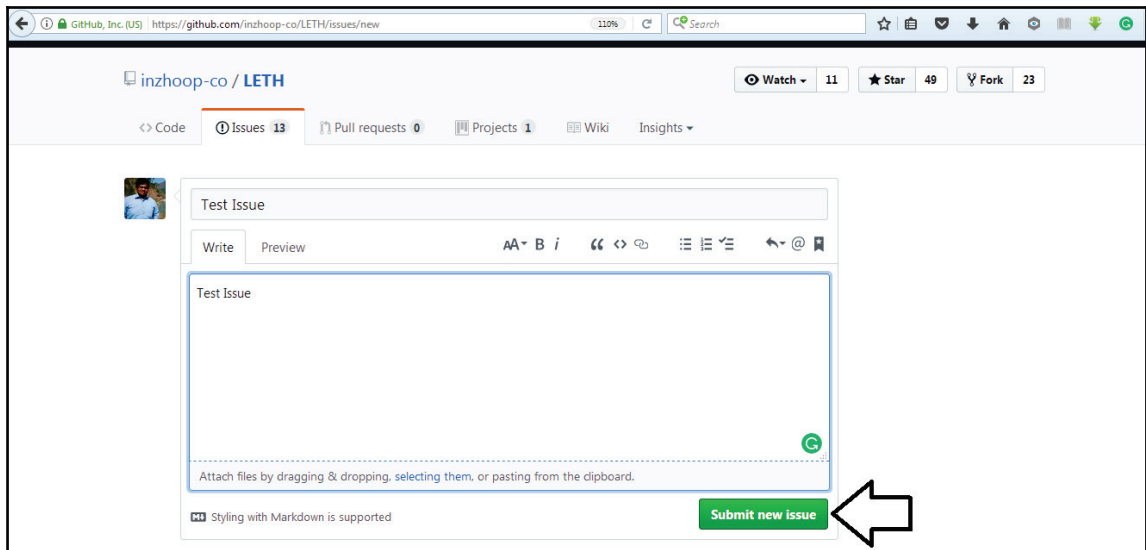 GitHub, Inc. (US) https://github.com/inzhoop-co/LETH/issues/new 110% Search
inzhoop-co / LETH Watch 11 Star 49 Fork 23
<> Code Issues 13 Pull requests 0 Projects 1 Wiki Insights
Test Issue
Write Preview AA B i “ <> @
Test Issue
Attach files by dragging & dropping, selecting them, or pasting from the clipboard.
Styling with Markdown is supported Submit new issue